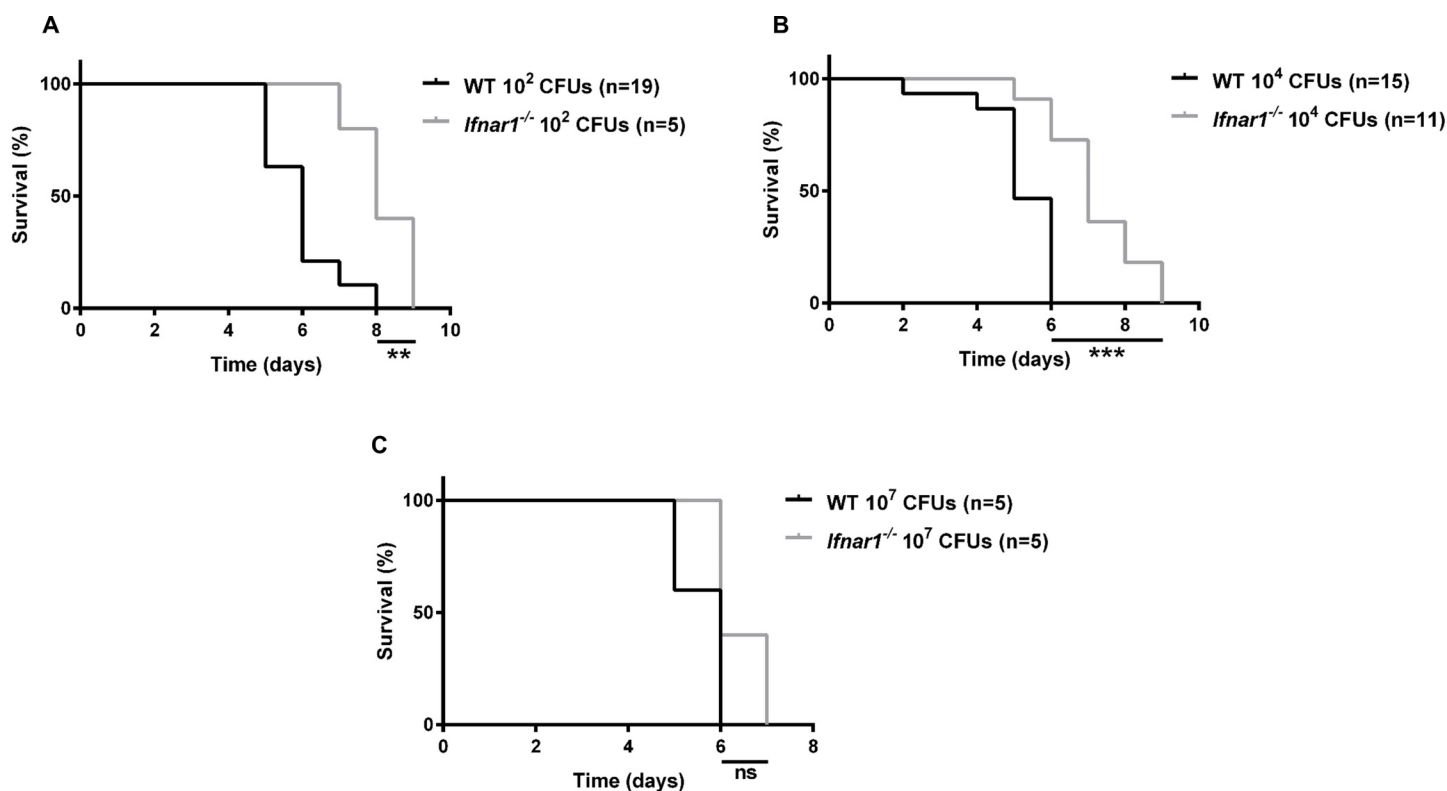 A
100
50
0
Survival (%)
0 2 4 6 8 10
Time (days)
**
WT 10² CFUs (n=19)
Ifnar1⁻/⁻ 10² CFUs (n=5)
B
100
50
0
Survival (%)
0 2 4 6 8 10
Time (days)
***
WT 10⁴ CFUs (n=15)
Ifnar1⁻/⁻ 10⁴ CFUs (n=11)
C
100
50
0
Survival (%)
0 2 4 6 8
Time (days)
ns
WT 10⁷ CFUs (n=5)
Ifnar1⁻/⁻ 10⁷ CFUs (n=5)